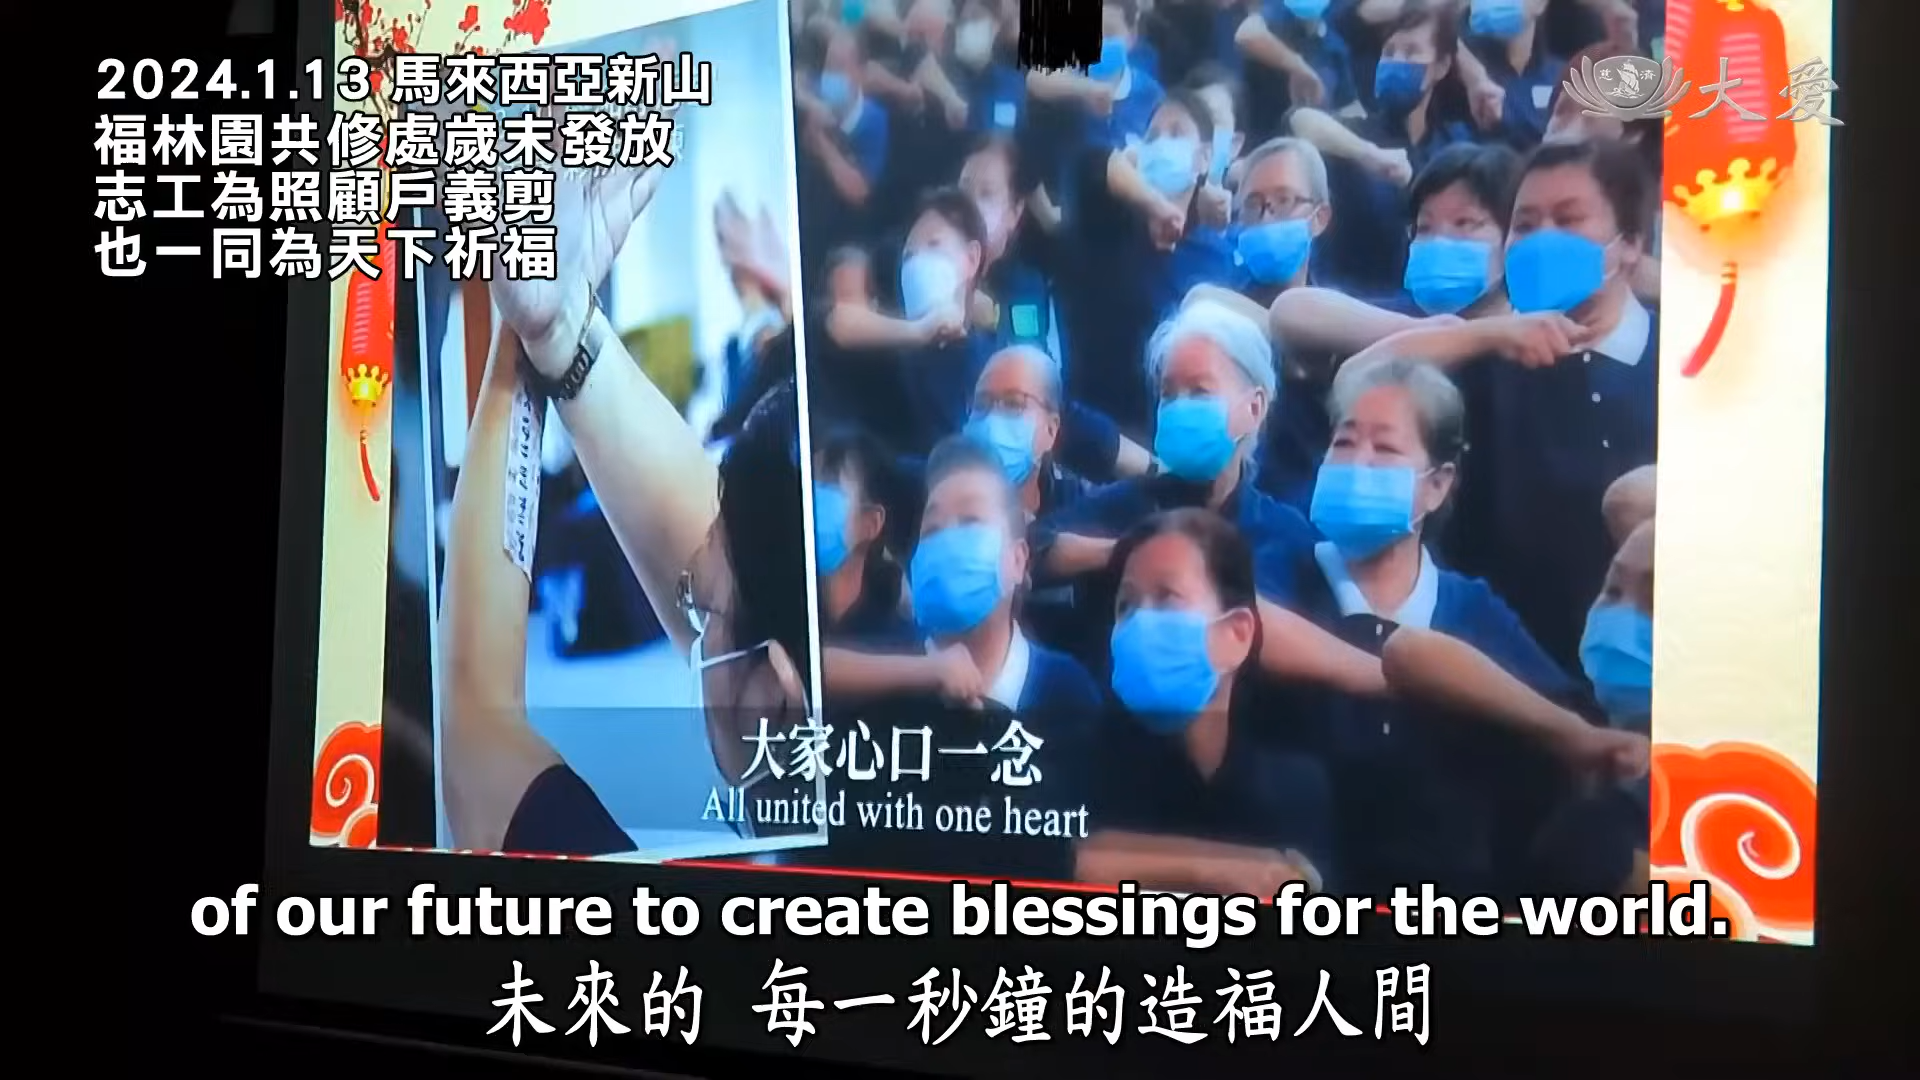 2024.1.13 馬來西亞新山
福林園共修處歲末發放
志工為照顧戶義剪
也一同為天下祈福
慈濟
大愛
大家心口一念
All united with one heart
of our future to create blessings for the world.
未來的 每一秒鐘的造福人間